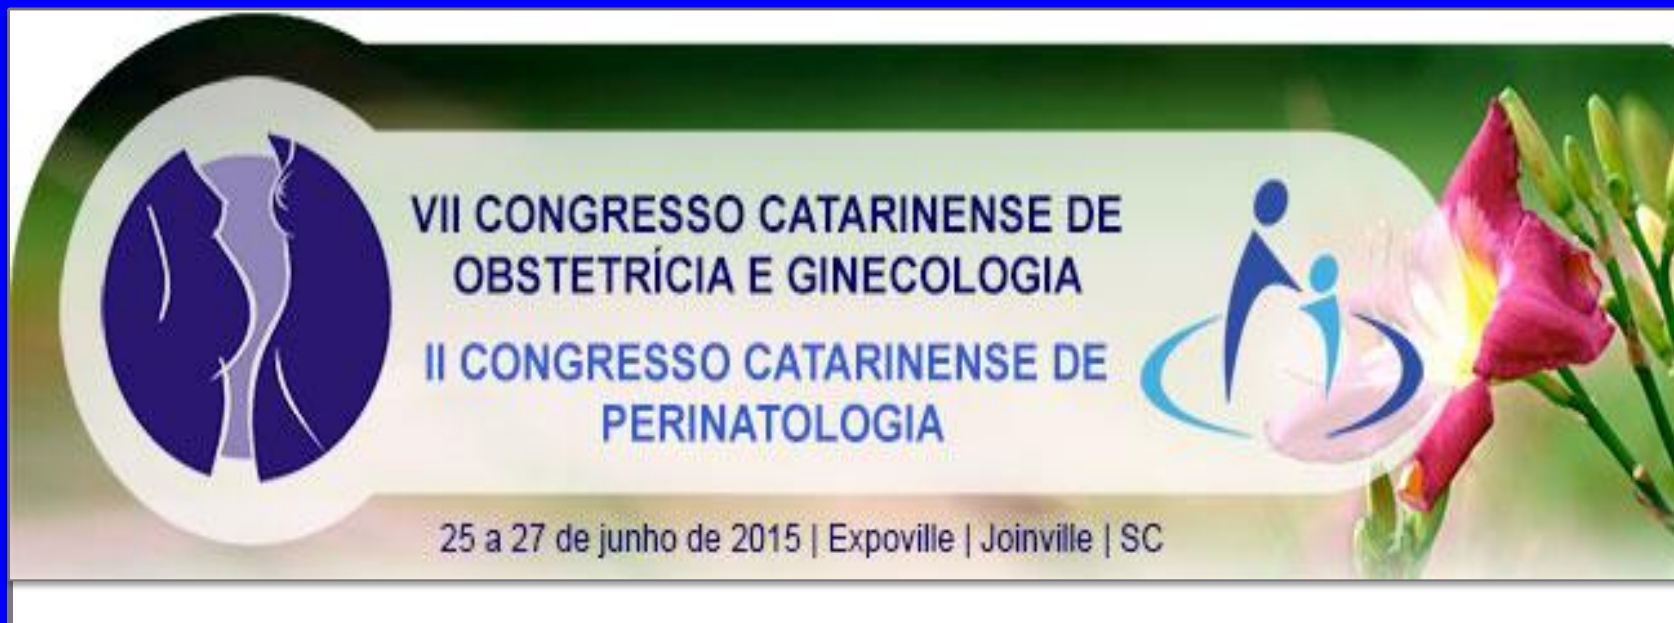 VII CONGRESSO CATARINENSE DE
OBSTETRÍCIA E GINECOLOGIA
II CONGRESSO CATARINENSE DE
PERINATOLOGIA
25 a 27 de junho de 2015 | Expoville | Joinville | SC